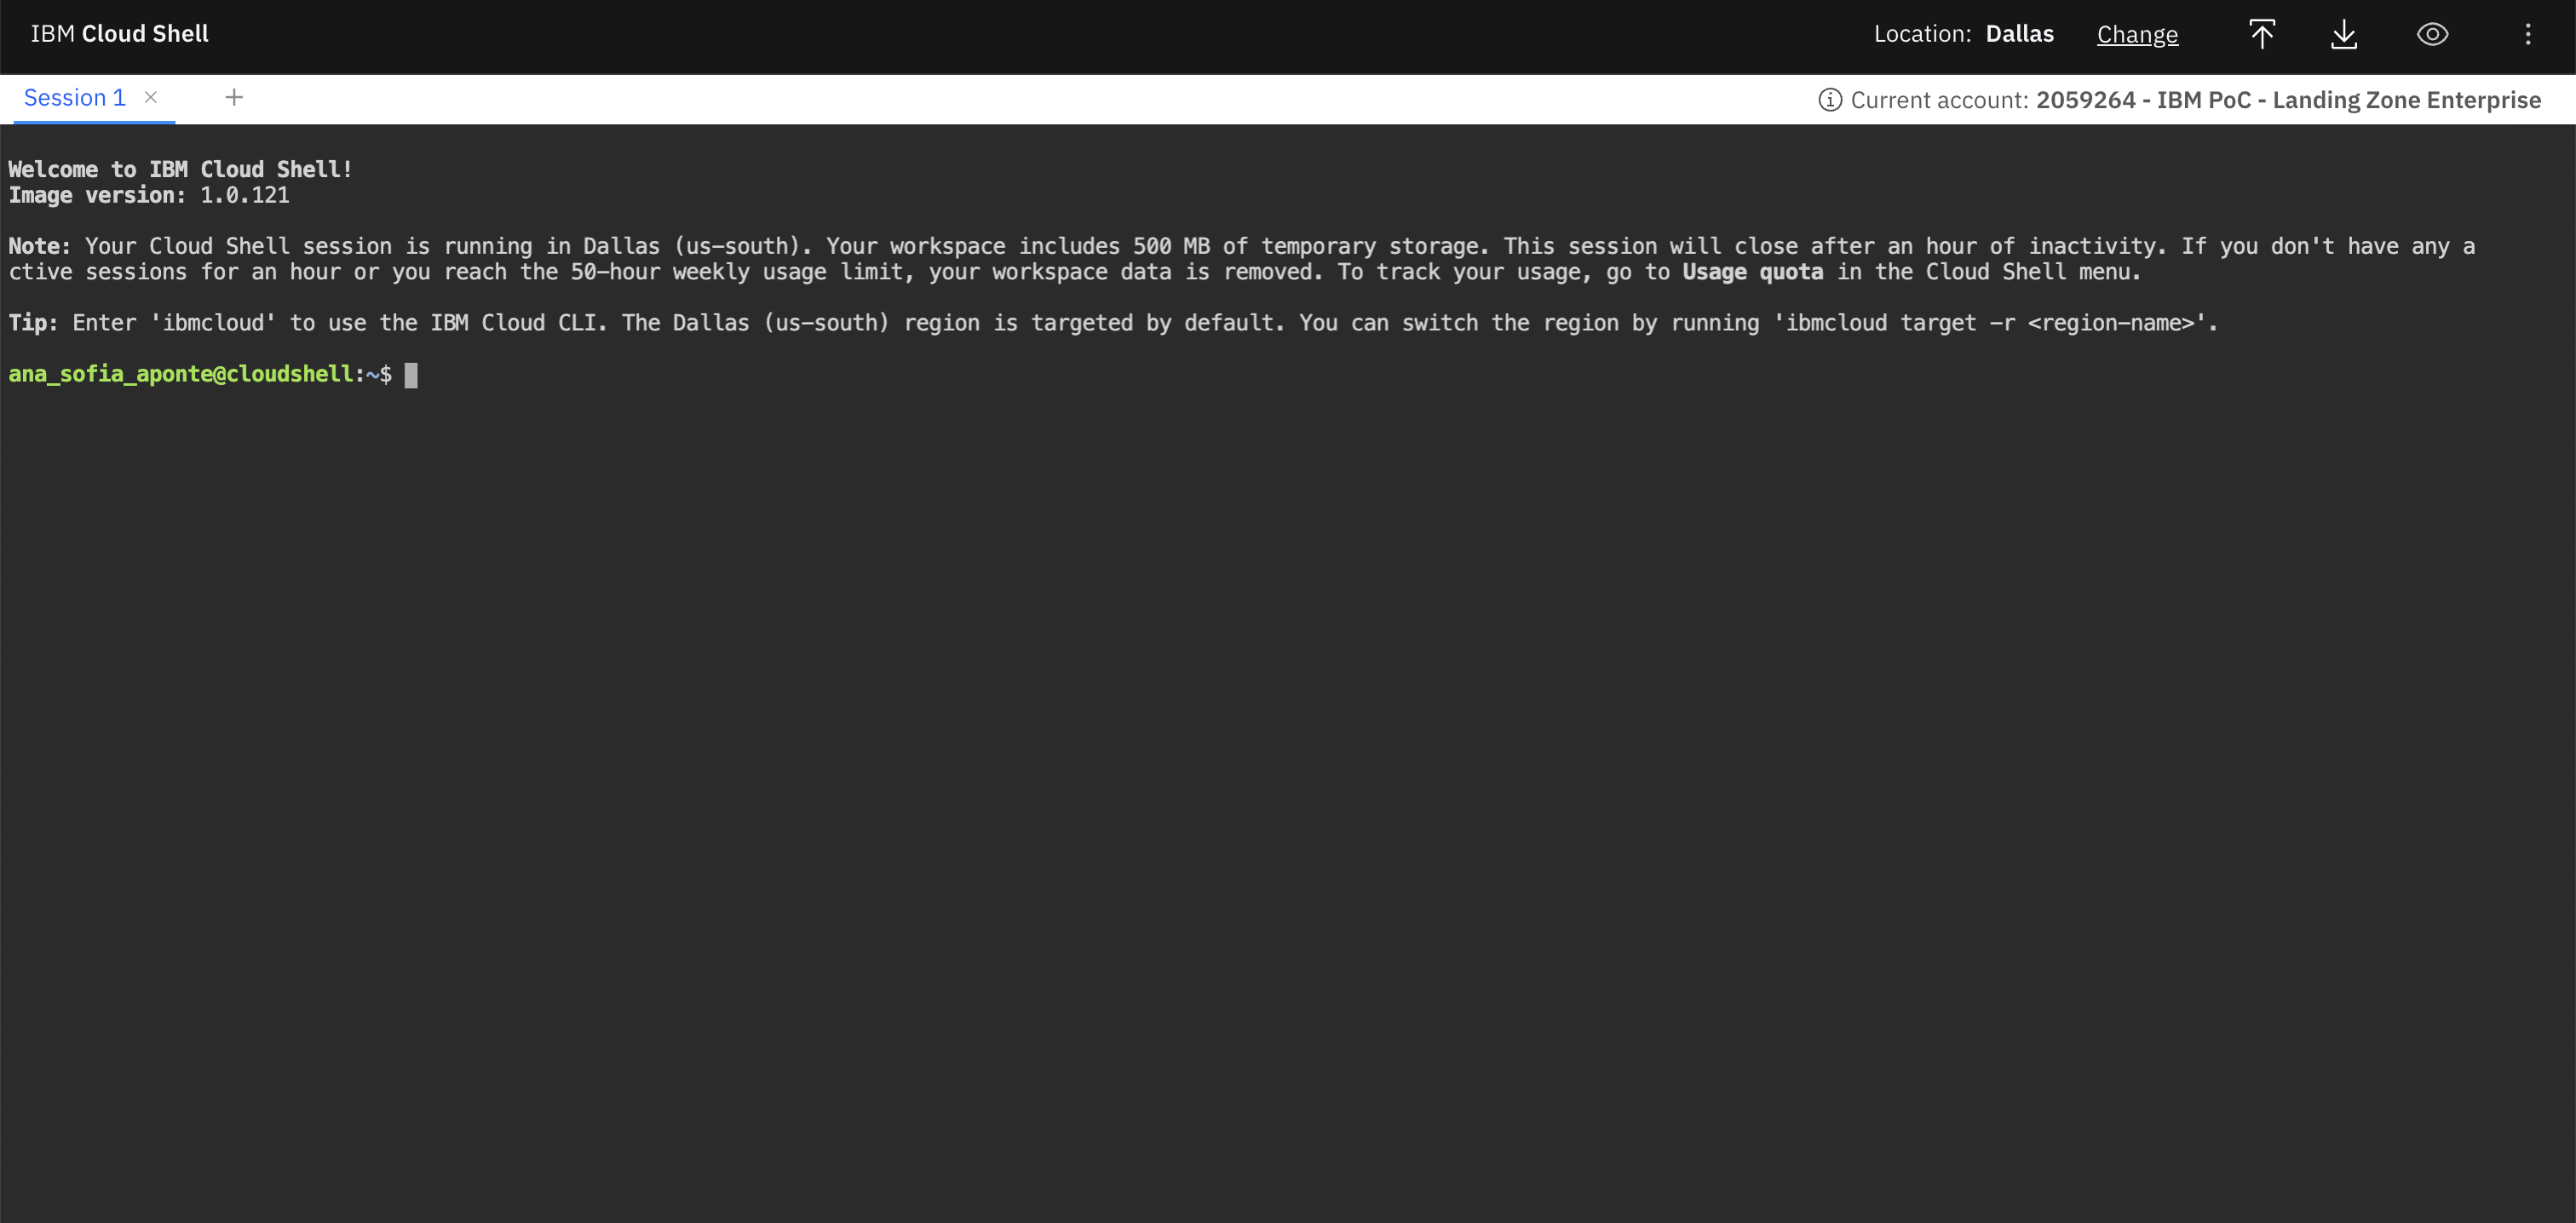 IBM Cloud Shell
Location: Dallas Change
Session 1
Current account: 2059264 - IBM PoC - Landing Zone Enterprise
Welcome to IBM Cloud Shell!
Image version: 1.0.121
Note: Your Cloud Shell session is running in Dallas (us-south). Your workspace includes 500 MB of temporary storage. This session will close after an hour of inactivity. If you don't have any a
ctive sessions for an hour or you reach the 50-hour weekly usage limit, your workspace data is removed. To track your usage, go to Usage quota in the Cloud Shell menu.
Tip: Enter 'ibmcloud' to use the IBM Cloud CLI. The Dallas (us-south) region is targeted by default. You can switch the region by running 'ibmcloud target -r <region-name>'.
ana_sofia_aponte@cloudshell:~$